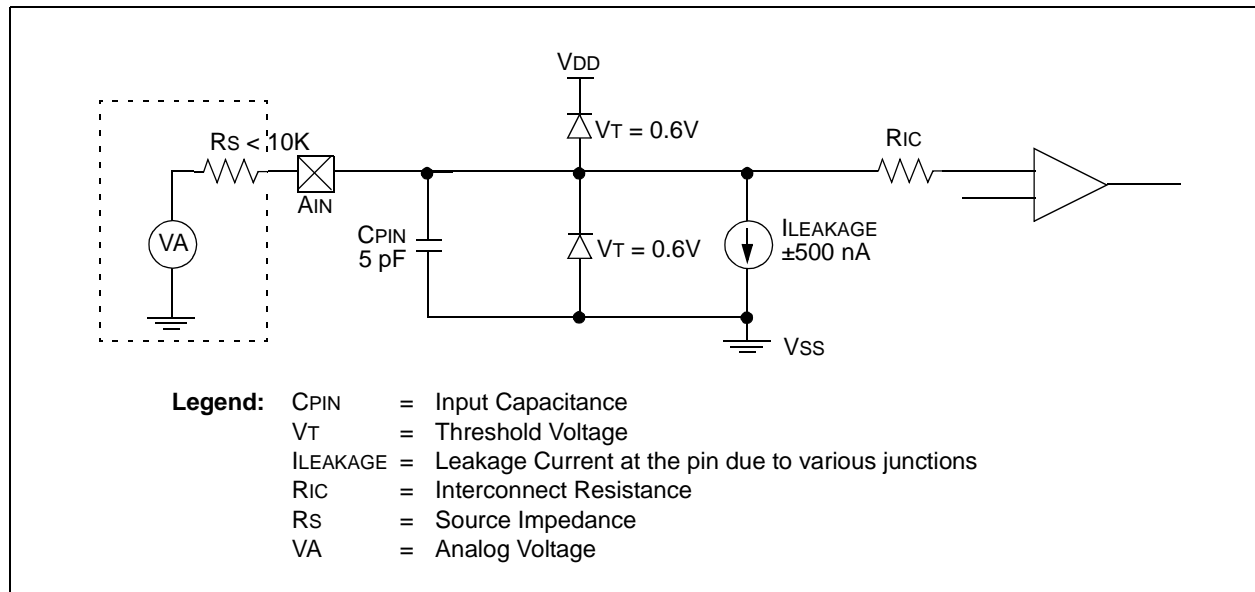 VDD
VT = 0.6V
RS < 10K
RIC
AIN
VA
CPIN
5 pF
VT = 0.6V
ILEAKAGE
±500 nA
VSS
Legend: CPIN = Input Capacitance
VT = Threshold Voltage
ILEAKAGE = Leakage Current at the pin due to various junctions
RIC = Interconnect Resistance
RS = Source Impedance
VA = Analog Voltage